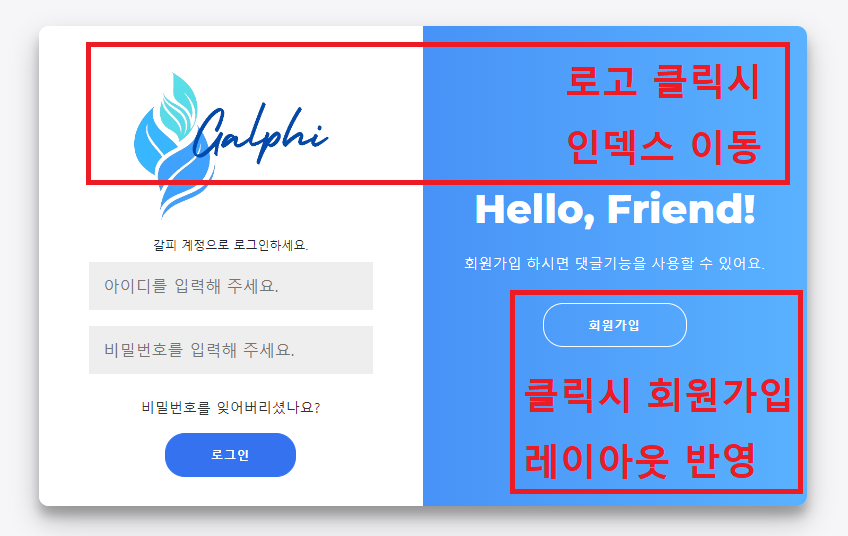 로고 클릭시
인덱스 이동
Galphi
Hello, Friend!
갈피 계정으로 로그인하세요.
회원가입 하시면 댓글기능을 사용할 수 있어요.
아이디를 입력해 주세요.
비밀번호를 입력해 주세요.
회원가입
클릭시 회원가입
레이아웃 반영
비밀번호를 잊어버리셨나요?
로그인